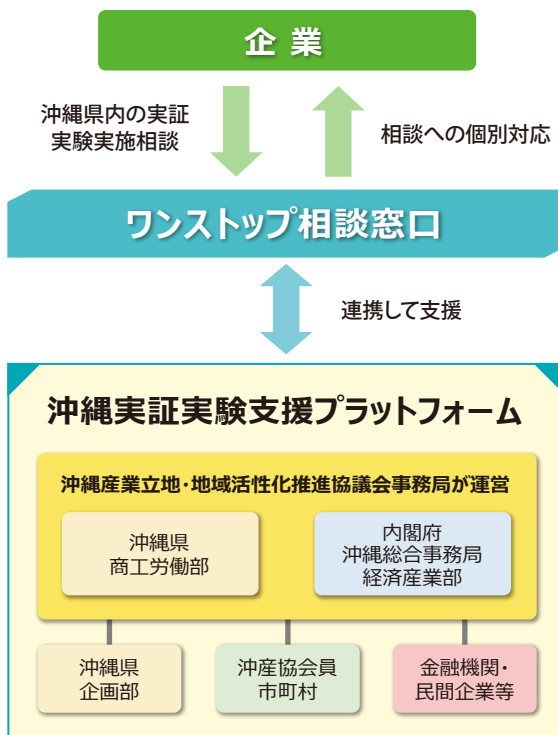 企業
沖縄県内の実証
実験実施相談
相談への個別対応
ワンストップ相談窓口
連携して支援
沖縄実証実験支援プラットフォーム
沖縄産業立地・地域活性化推進協議会事務局が運営
沖縄県
商工労働部
内閣府
沖縄総合事務局
経済産業部
沖縄県
企画部
沖産協会員
市町村
金融機関・
民間企業等